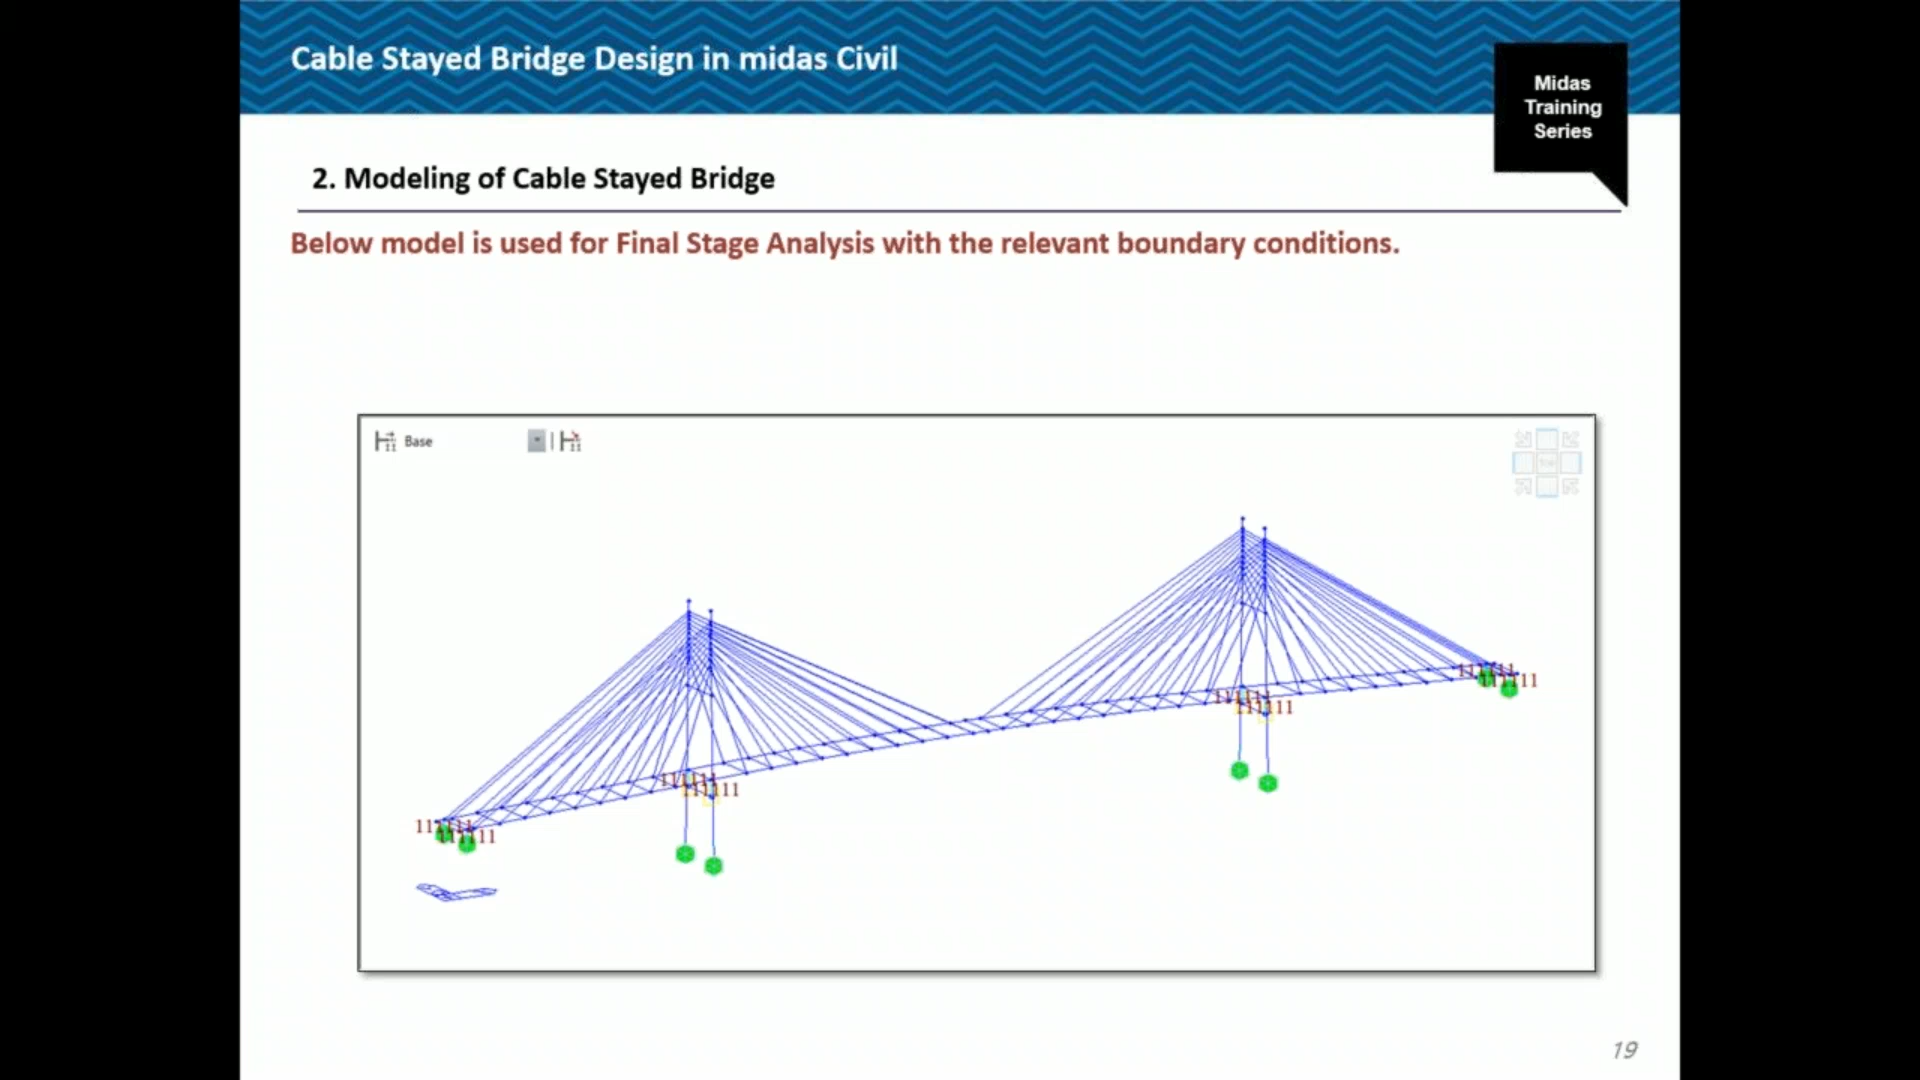 Cable Stayed Bridge Design in midas Civil
Midas
Training
Series
2. Modeling of Cable Stayed Bridge
Below model is used for Final Stage Analysis with the relevant boundary conditions.
Base
19